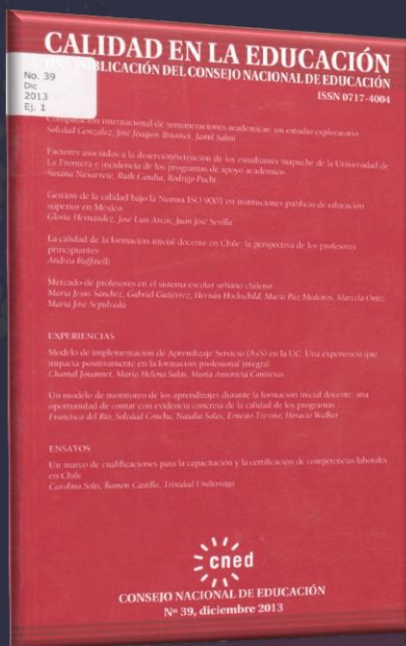 CALIDAD EN LA EDUCACIÓN
UNA PUBLICACIÓN DEL CONSEJO NACIONAL DE EDUCACIÓN
ISSN 0717-4004
No. 39
Dic
2013
Ej. 1
Comparación internacional de remuneraciones académicas: un estudio exploratorio
Soledad González, José Joaquín Brunner, Jamil Salmi
Factores asociados a la deserción/retención de los estudiantes mapuche de la Universidad de
La Frontera e incidencia de los programas de apoyo académico
Susana Navarrete, Ruth Candia, Rodrigo Puchi
Gestión de la calidad bajo la Norma ISO 9001 en instituciones públicas de educación
superior en México
Gloria Hernández, José Luis Arcos, Juan José Sevilla
La calidad de la formación inicial docente en Chile: la perspectiva de los profesores
principiantes
Andrea Ruffinelli
Mercado de profesores en el sistema escolar urbano chileno
María Jesús Sánchez, Gabriel Gutiérrez, Hernán Hochschild, María Paz Medeiros, Marcela Ortiz,
María José Sepúlveda
EXPERIENCIAS
Modelo de implementación de Aprendizaje Servicio (A+S) en la UC. Una experiencia que
impacta positivamente en la formación profesional integral
Chantal Jouannet, María Helena Salas, María Antonieta Contreras
Un modelo de monitoreo de los aprendizajes durante la formación inicial docente: una
oportunidad de contar con evidencia concreta de la calidad de los programas
Francisca del Río, Soledad Concha, Natalia Salas, Ernesto Treviño, Horacio Walker
ENSAYOS
Un marco de cualificaciones para la capacitación y la certificación de competencias laborales
en Chile
Carolina Solís, Ramón Castillo, Trinidad Undurraga
cned
CONSEJO NACIONAL DE EDUCACIÓN
Nº 39, diciembre 2013